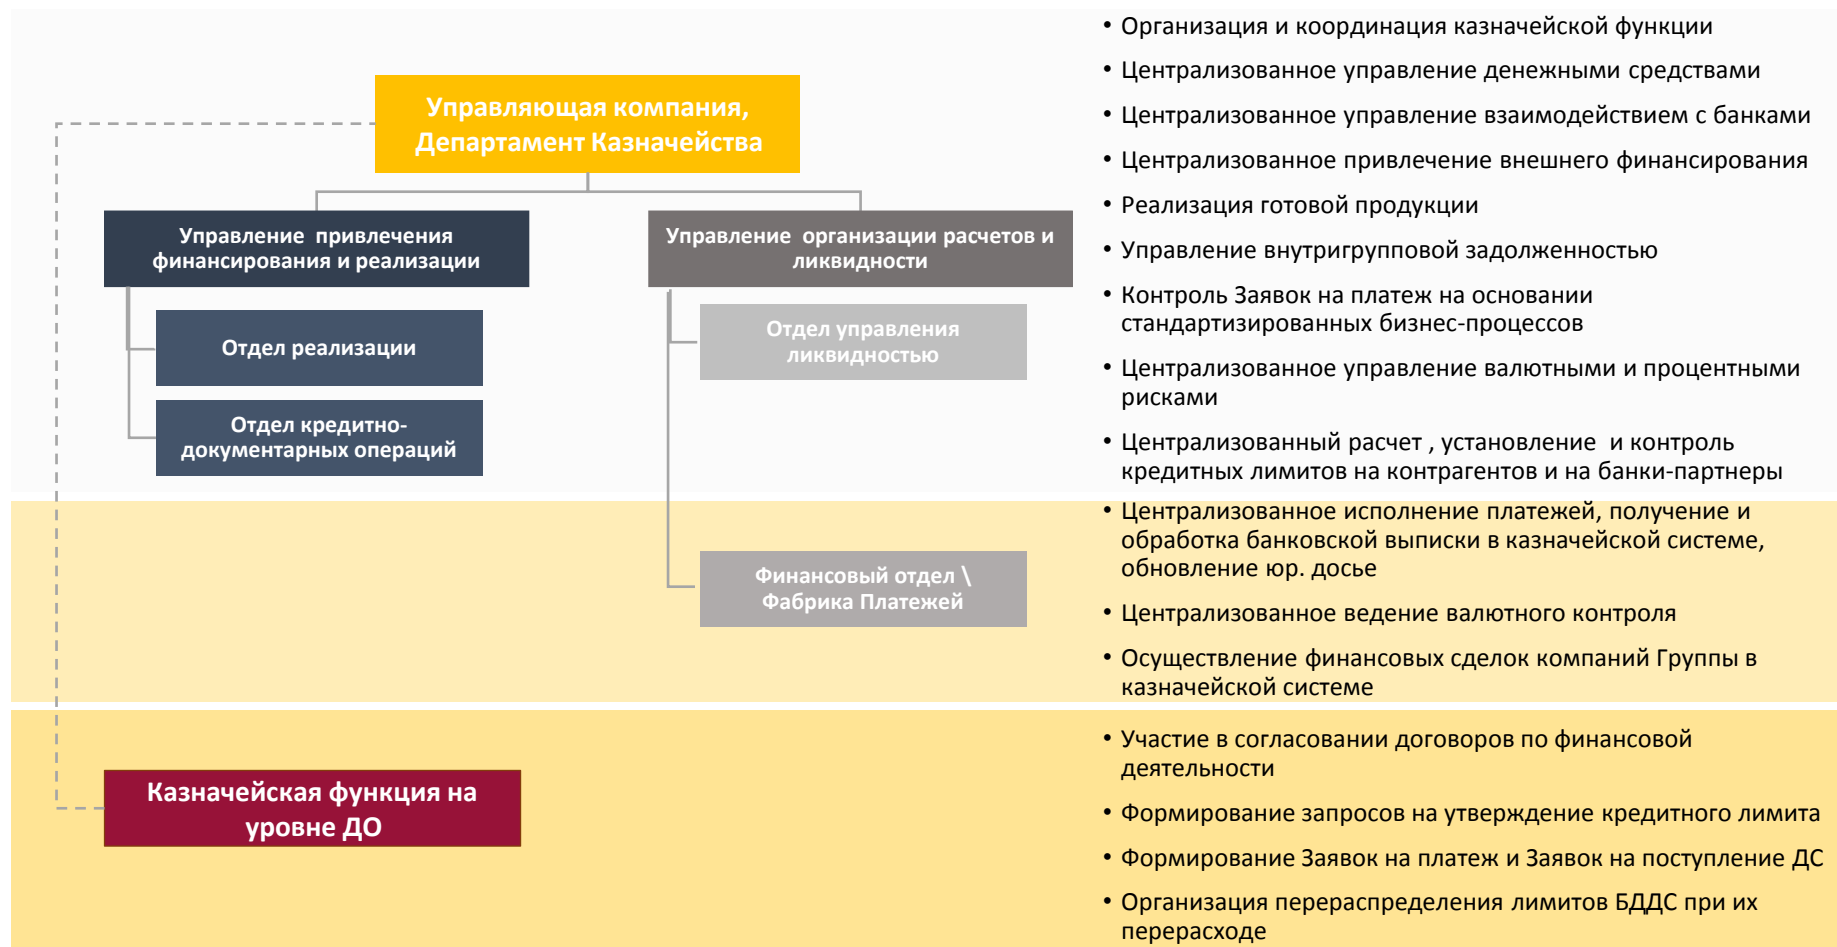 Управляющая компания,
Департамент Казначейства
Управление привлечения
финансирования и реализации
Управление организации расчетов и
ликвидности
Отдел реализации
Отдел управления
ликвидностью
Отдел кредитно-
документарных операций
Финансовый отдел \
Фабрика Платежей
Казначейская функция на
уровне ДО
• Организация и координация казначейской функции
• Централизованное управление денежными средствами
• Централизованное управление взаимодействием с банками
• Централизованное привлечение внешнего финансирования
• Реализация готовой продукции
• Управление внутригрупповой задолженностью
• Контроль Заявок на платеж на основании
стандартизированных бизнес-процессов
• Централизованное управление валютными и процентными
рисками
• Централизованный расчет , установление и контроль
кредитных лимитов на контрагентов и на банки-партнеры
• Централизованное исполнение платежей, получение и
обработка банковской выписки в казначейской системе,
обновление юр. досье
• Централизованное ведение валютного контроля
• Осуществление финансовых сделок компаний Группы в
казначейской системе
• Участие в согласовании договоров по финансовой
деятельности
• Формирование запросов на утверждение кредитного лимита
• Формирование Заявок на платеж и Заявок на поступление ДС
• Организация перераспределения лимитов БДДС при их
перерасходе